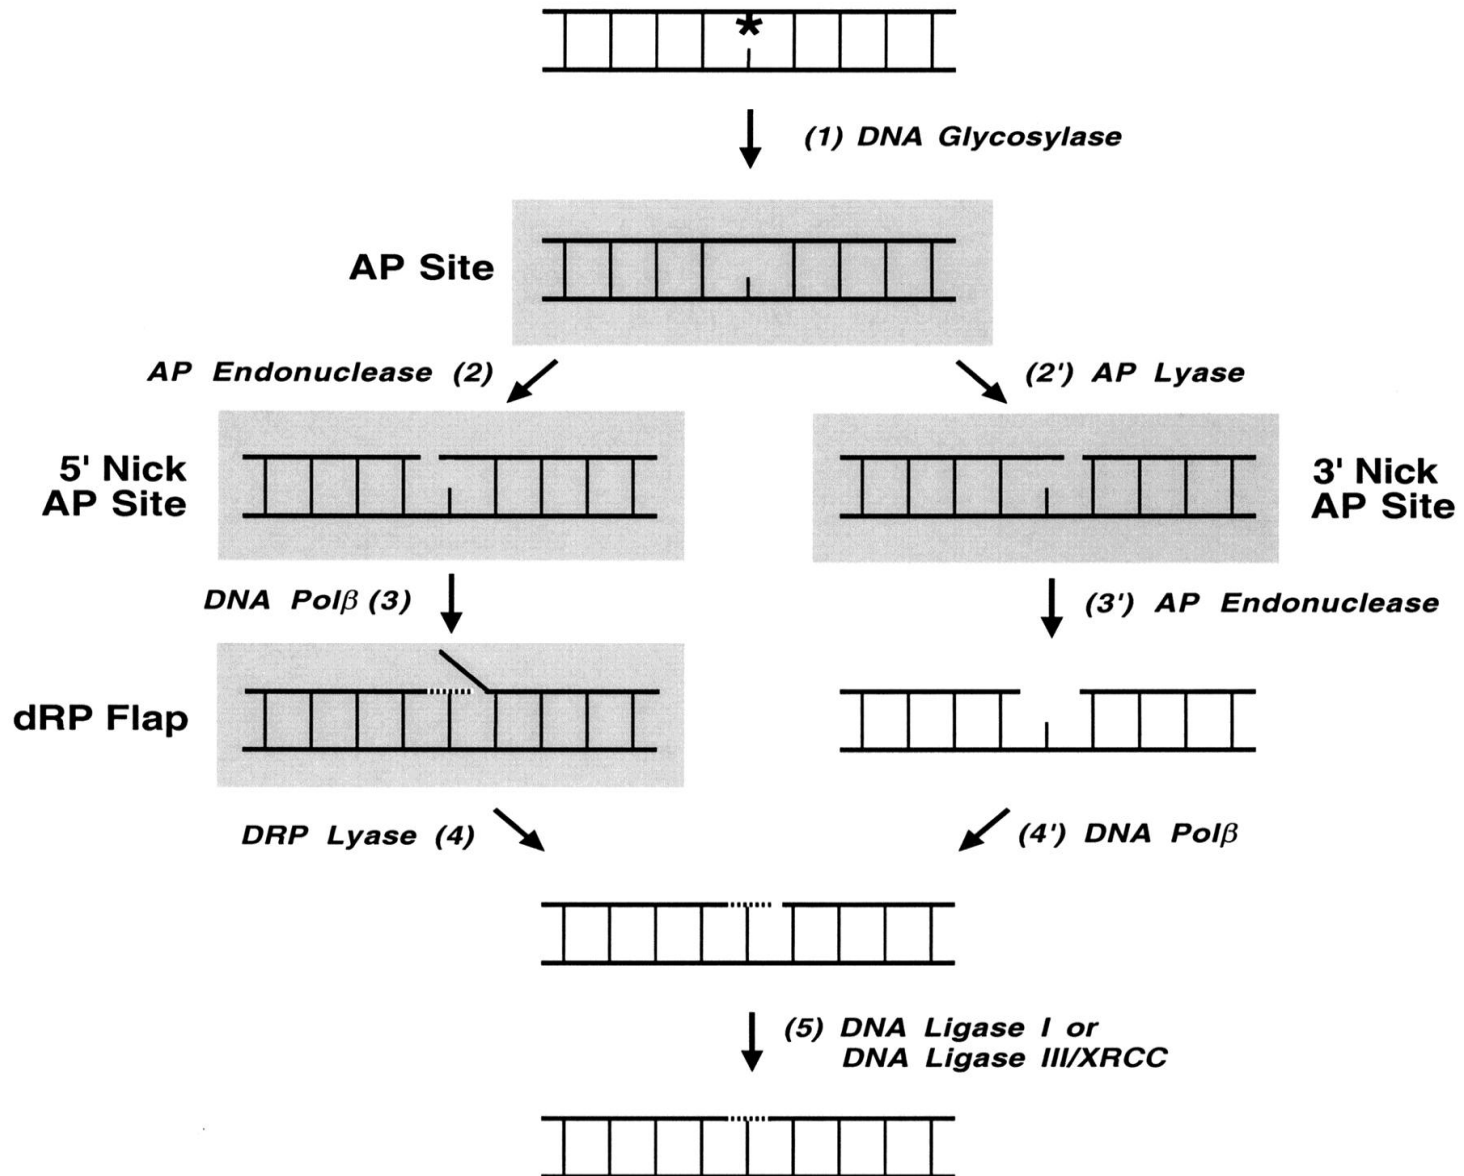 *
(1) DNA Glycosylase
AP Site
AP Endonuclease (2)
(2') AP Lyase
5' Nick
AP Site
3' Nick
AP Site
DNA Polβ (3)
(3') AP Endonuclease
dRP Flap
DRP Lyase (4)
(4') DNA Polβ
(5) DNA Ligase I or
DNA Ligase III/XRCC